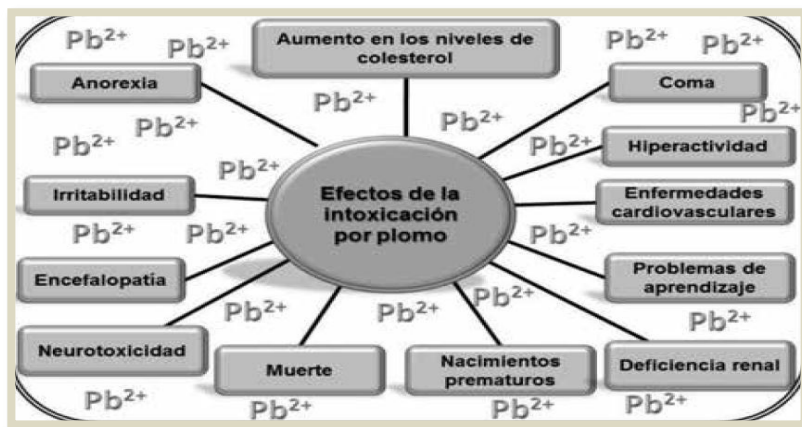 Pb²⁺ Pb²⁺ Aumento en los niveles de Pb²⁺ Pb²⁺
colesterol
Anorexia Pb²⁺ Coma
Pb²⁺ Pb²⁺ Pb²⁺
Pb²⁺ Pb²⁺ Hiperactividad
Pb²⁺
Irritabilidad Efectos de la Enfermedades
intoxicación cardiovasculares
Pb²⁺ Pb²⁺ por plomo Pb²⁺
Encefalopatía Problemas de
aprendizaje
Pb²⁺ Pb²⁺ Pb²⁺ Pb²⁺
Neurotoxicidad Muerte Nacimientos Deficiencia renal
prematuros
Pb²⁺ Pb²⁺ Pb²⁺ Pb²⁺